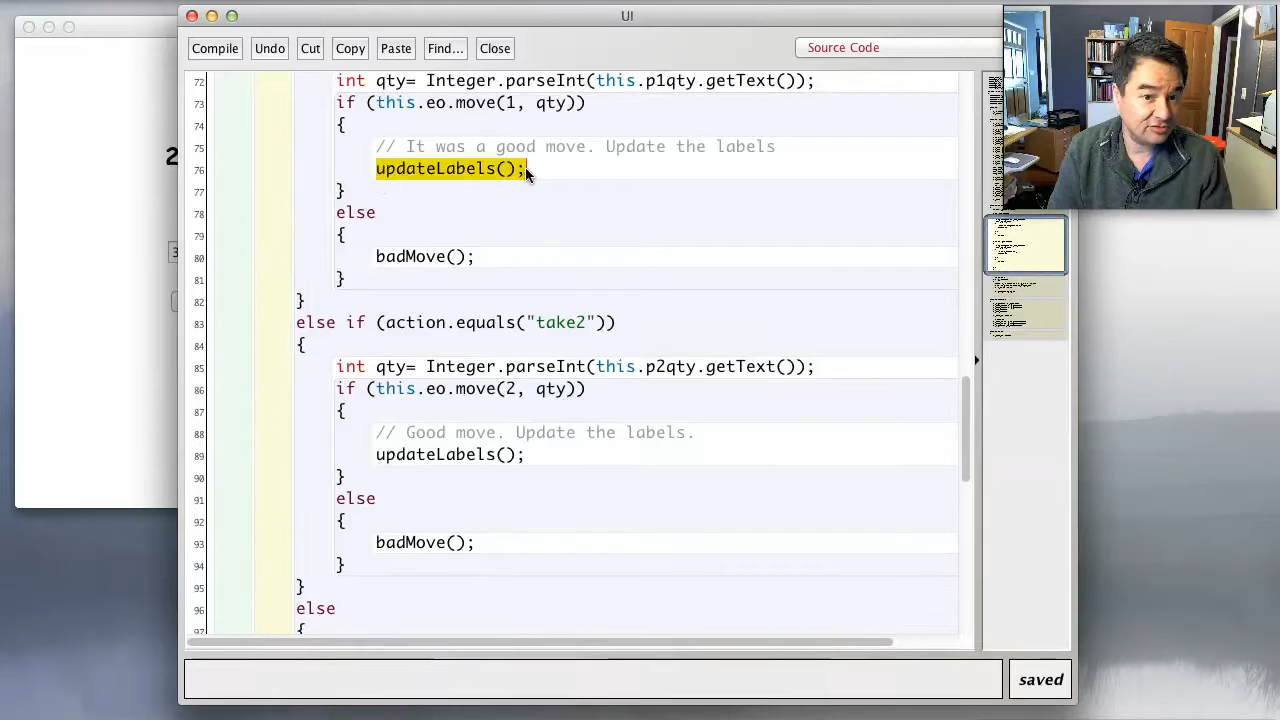 UI
Compile Undo Cut Copy Paste Find... Close Source Code
72 int qty= Integer.parseInt(this.p1qty.getText());
73 if (this.eo.move(1, qty))
74 {
75 // It was a good move. Update the labels
76 updateLabels();
77 }
78 else
79 {
80 badMove();
81 }
82 }
83 else if (action.equals("take2"))
84 {
85 int qty= Integer.parseInt(this.p2qty.getText());
86 if (this.eo.move(2, qty))
87 {
88 // Good move. Update the labels.
89 updateLabels();
90 }
91 else
92 {
93 badMove();
94 }
95 }
96 else
97 {
saved
2
3